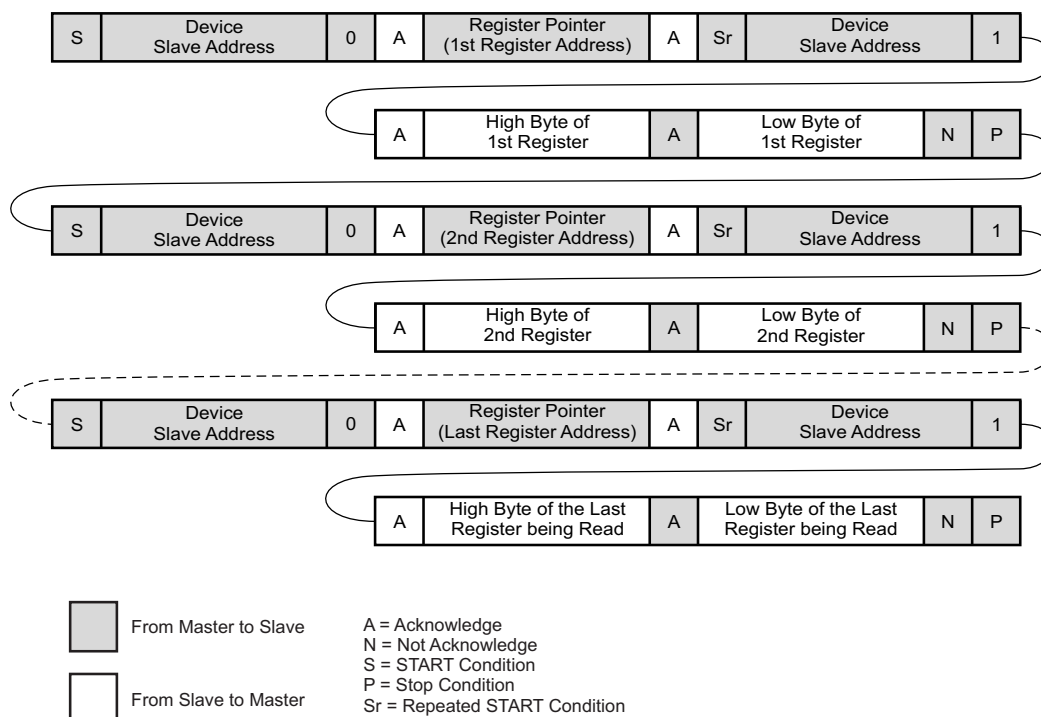 S Device Slave Address 0 A Register Pointer (1st Register Address) A Sr Device Slave Address 1
A High Byte of 1st Register A Low Byte of 1st Register N P
S Device Slave Address 0 A Register Pointer (2nd Register Address) A Sr Device Slave Address 1
A High Byte of 2nd Register A Low Byte of 2nd Register N P
S Device Slave Address 0 A Register Pointer (Last Register Address) A Sr Device Slave Address 1
A High Byte of the Last Register being Read A Low Byte of the Last Register being Read N P
From Master to Slave
From Slave to Master
A = Acknowledge
N = Not Acknowledge
S = START Condition
P = Stop Condition
Sr = Repeated START Condition